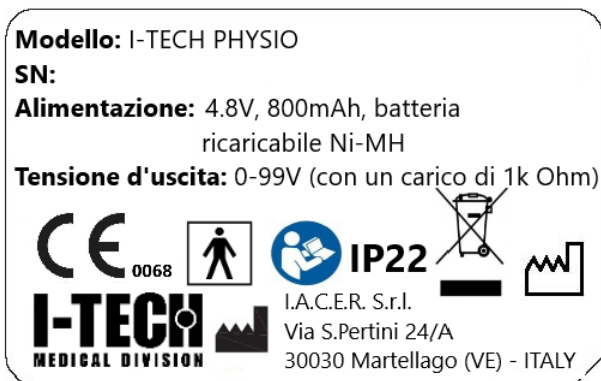 Modello: I-TECH PHYSIO
SN:
Alimentazione: 4.8V, 800mAh, batteria
ricaricabile Ni-MH
Tensione d'uscita: 0-99V (con un carico di 1k Ohm)
CE 0068
IP22
I-TECH
MEDICAL DIVISION
I.A.C.E.R. S.r.l.
Via S.Pertini 24/A
30030 Martellago (VE) - ITALY